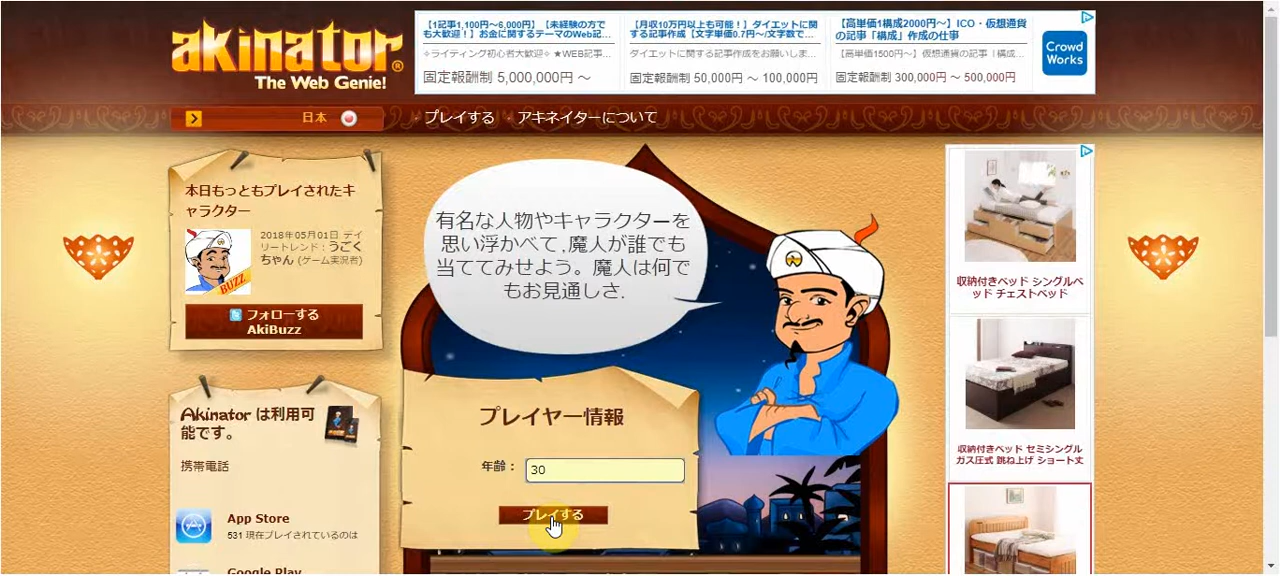 akinator®
The Web Genie!
【1記事1,100円〜6,000円】【未経験の方で
も大歓迎！】お金に関するテーマのWeb記...
✧ライティング初心者大歓迎✧ ★WEB記事...
固定報酬制 5,000,000円 〜
【月収10万円以上も可能！】ダイエットに関
する記事作成【文字単価0.7円〜/文字数で...
ダイエットに関する記事作成をお願いしま...
固定報酬制 50,000円 〜 100,000円
【高単価1構成2000円〜】ICO・仮想通貨
の記事「構成」作成の仕事
【高単価1500円〜】仮想通貨の記事「構成...
固定報酬制 300,000円 〜 500,000円
Crowd
Works
日本
プレイする
アキネイターについて
本日もっともプレイされたキ
ャラクター
2018年05月01日 デイ
リートレンド : うごく
ちゃん (ゲーム実況者)
BUZZ
フォローする
AkiBuzz
Akinator は利用可
能です。
携帯電話
App Store
531 現在プレイされているのは
Google Play
有名な人物やキャラクターを
思い浮かべて,魔人が誰でも
当ててみせよう。魔人は何で
もお見通しさ.
プレイヤー情報
年齢：
30
プレイする
収納付きベッド シングルベ
ッド チェストベッド
収納付きベッド セミシングル
ガス圧式 跳ね上げ ショート丈